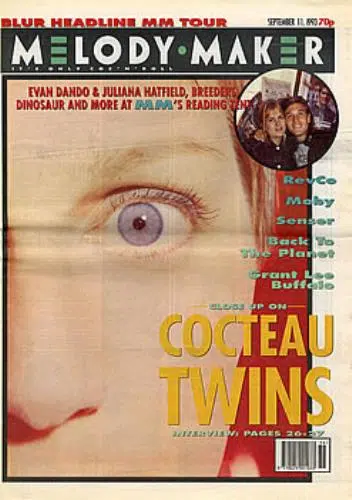 BLUR HEADLINE MM TOUR
SEPTEMBER 11, 1993 70p
MELODY·MAKER
EVAN DANDO & JULIANA HATFIELD, BREEDERS,
DINOSAUR AND MORE AT MM'S READING TENT
RevCo
Moby
Senser
Back To
The Planet
Grant Lee
Buffalo
CLOSE UP ON
COCTEAU
TWINS
INTERVIEW: PAGES 26-27